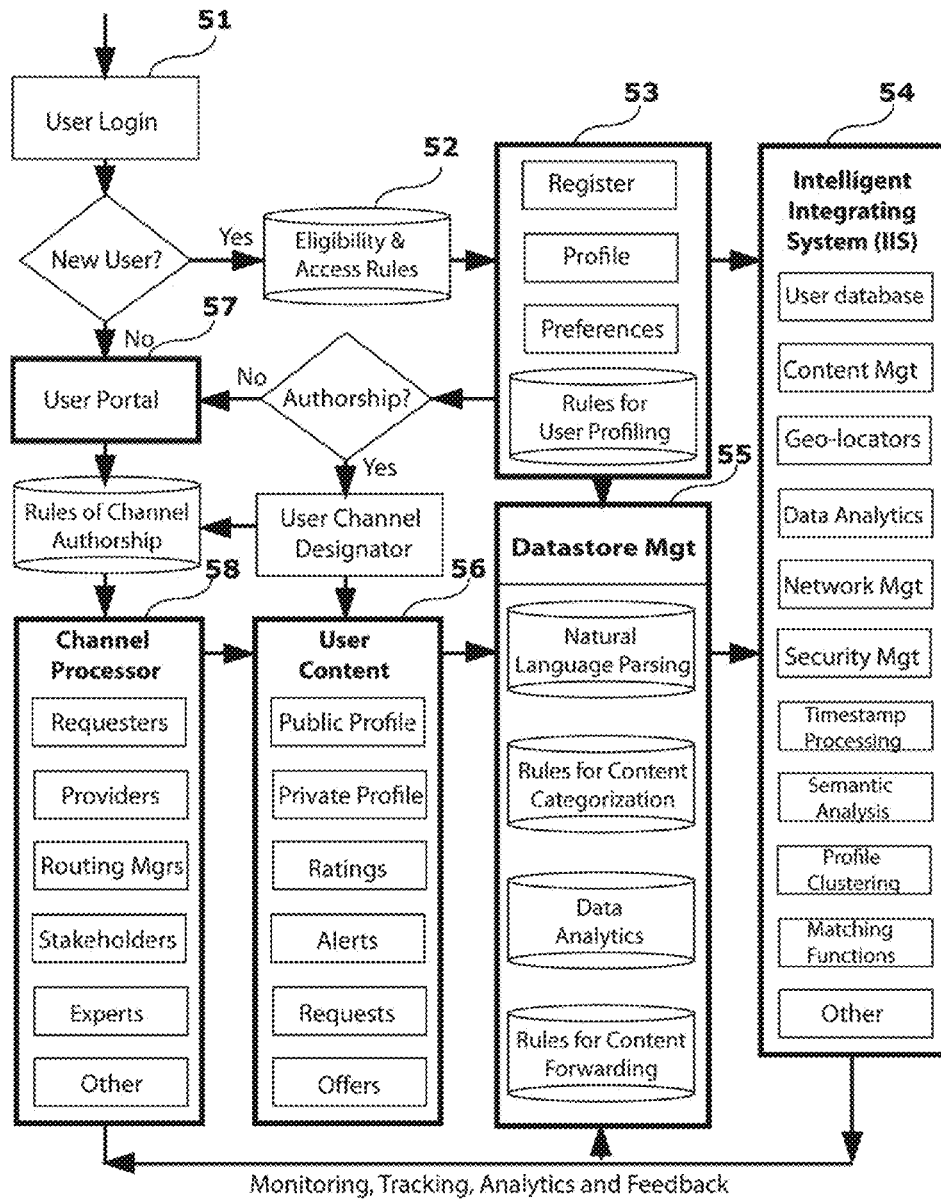 51
User Login
New User?
Yes
52
Eligibility &
Access Rules
53
Register
Profile
Preferences
Rules for
User Profiling
54
Intelligent
Integrating
System (IIS)
User database
Content Mgt
Geo-locators
Data Analytics
Network Mgt
Security Mgt
Timestamp
Processing
Semantic
Analysis
Profile
Clustering
Matching
Functions
Other
No
57
User Portal
No
Authorship?
Yes
Rules of Channel
Authorship
User Channel
Designator
55
Datastore Mgt
Natural
Language Parsing
Rules for Content
Categorization
Data
Analytics
Rules for Content
Forwarding
58
Channel
Processor
Requesters
Providers
Routing Mgrs
Stakeholders
Experts
Other
56
User
Content
Public Profile
Private Profile
Ratings
Alerts
Requests
Offers
Monitoring, Tracking, Analytics and Feedback